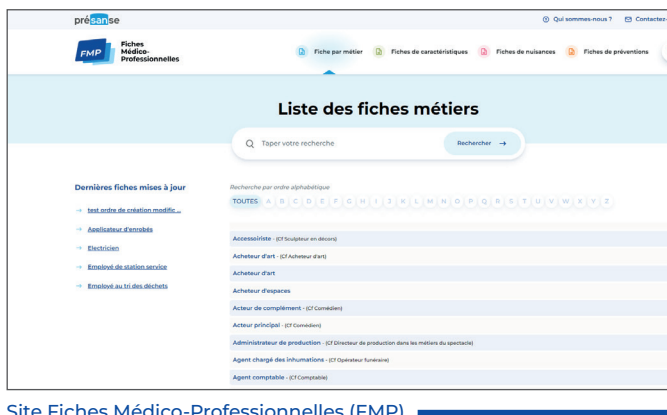 présanse
Qui sommes-nous ? Contactez-
FMP
Fiches
Médico-
Professionnelles
Fiche par métier Fiches de caractéristiques Fiches de nuisances Fiches de préventions
Liste des fiches métiers
Taper votre recherche Rechercher →
Dernières fiches mises à jour
→ test ordre de création modific ..
→ Applicateur d'enrobés
→ Electricien
→ Employé de station service
→ Employé au tri des déchets
Recherche par ordre alphabétique
TOUTES A B C D E F G H I J K L M N O P Q R S T U V W X Y Z
Accessoiriste - (Cf Sculpteur en décors)
Acheteur d'art - (Cf Acheteur d'art)
Acheteur d'art
Acheteur d'espaces
Acteur de complément - (Cf Comédien)
Acteur principal - (Cf Comédien)
Administrateur de production - (Cf Directeur de production dans les métiers du spectacle)
Agent chargé des inhumations - (Cf Opérateur funéraire)
Agent comptable - (Cf Comptable)
Site Fiches Médico-Professionnelles (FMP)